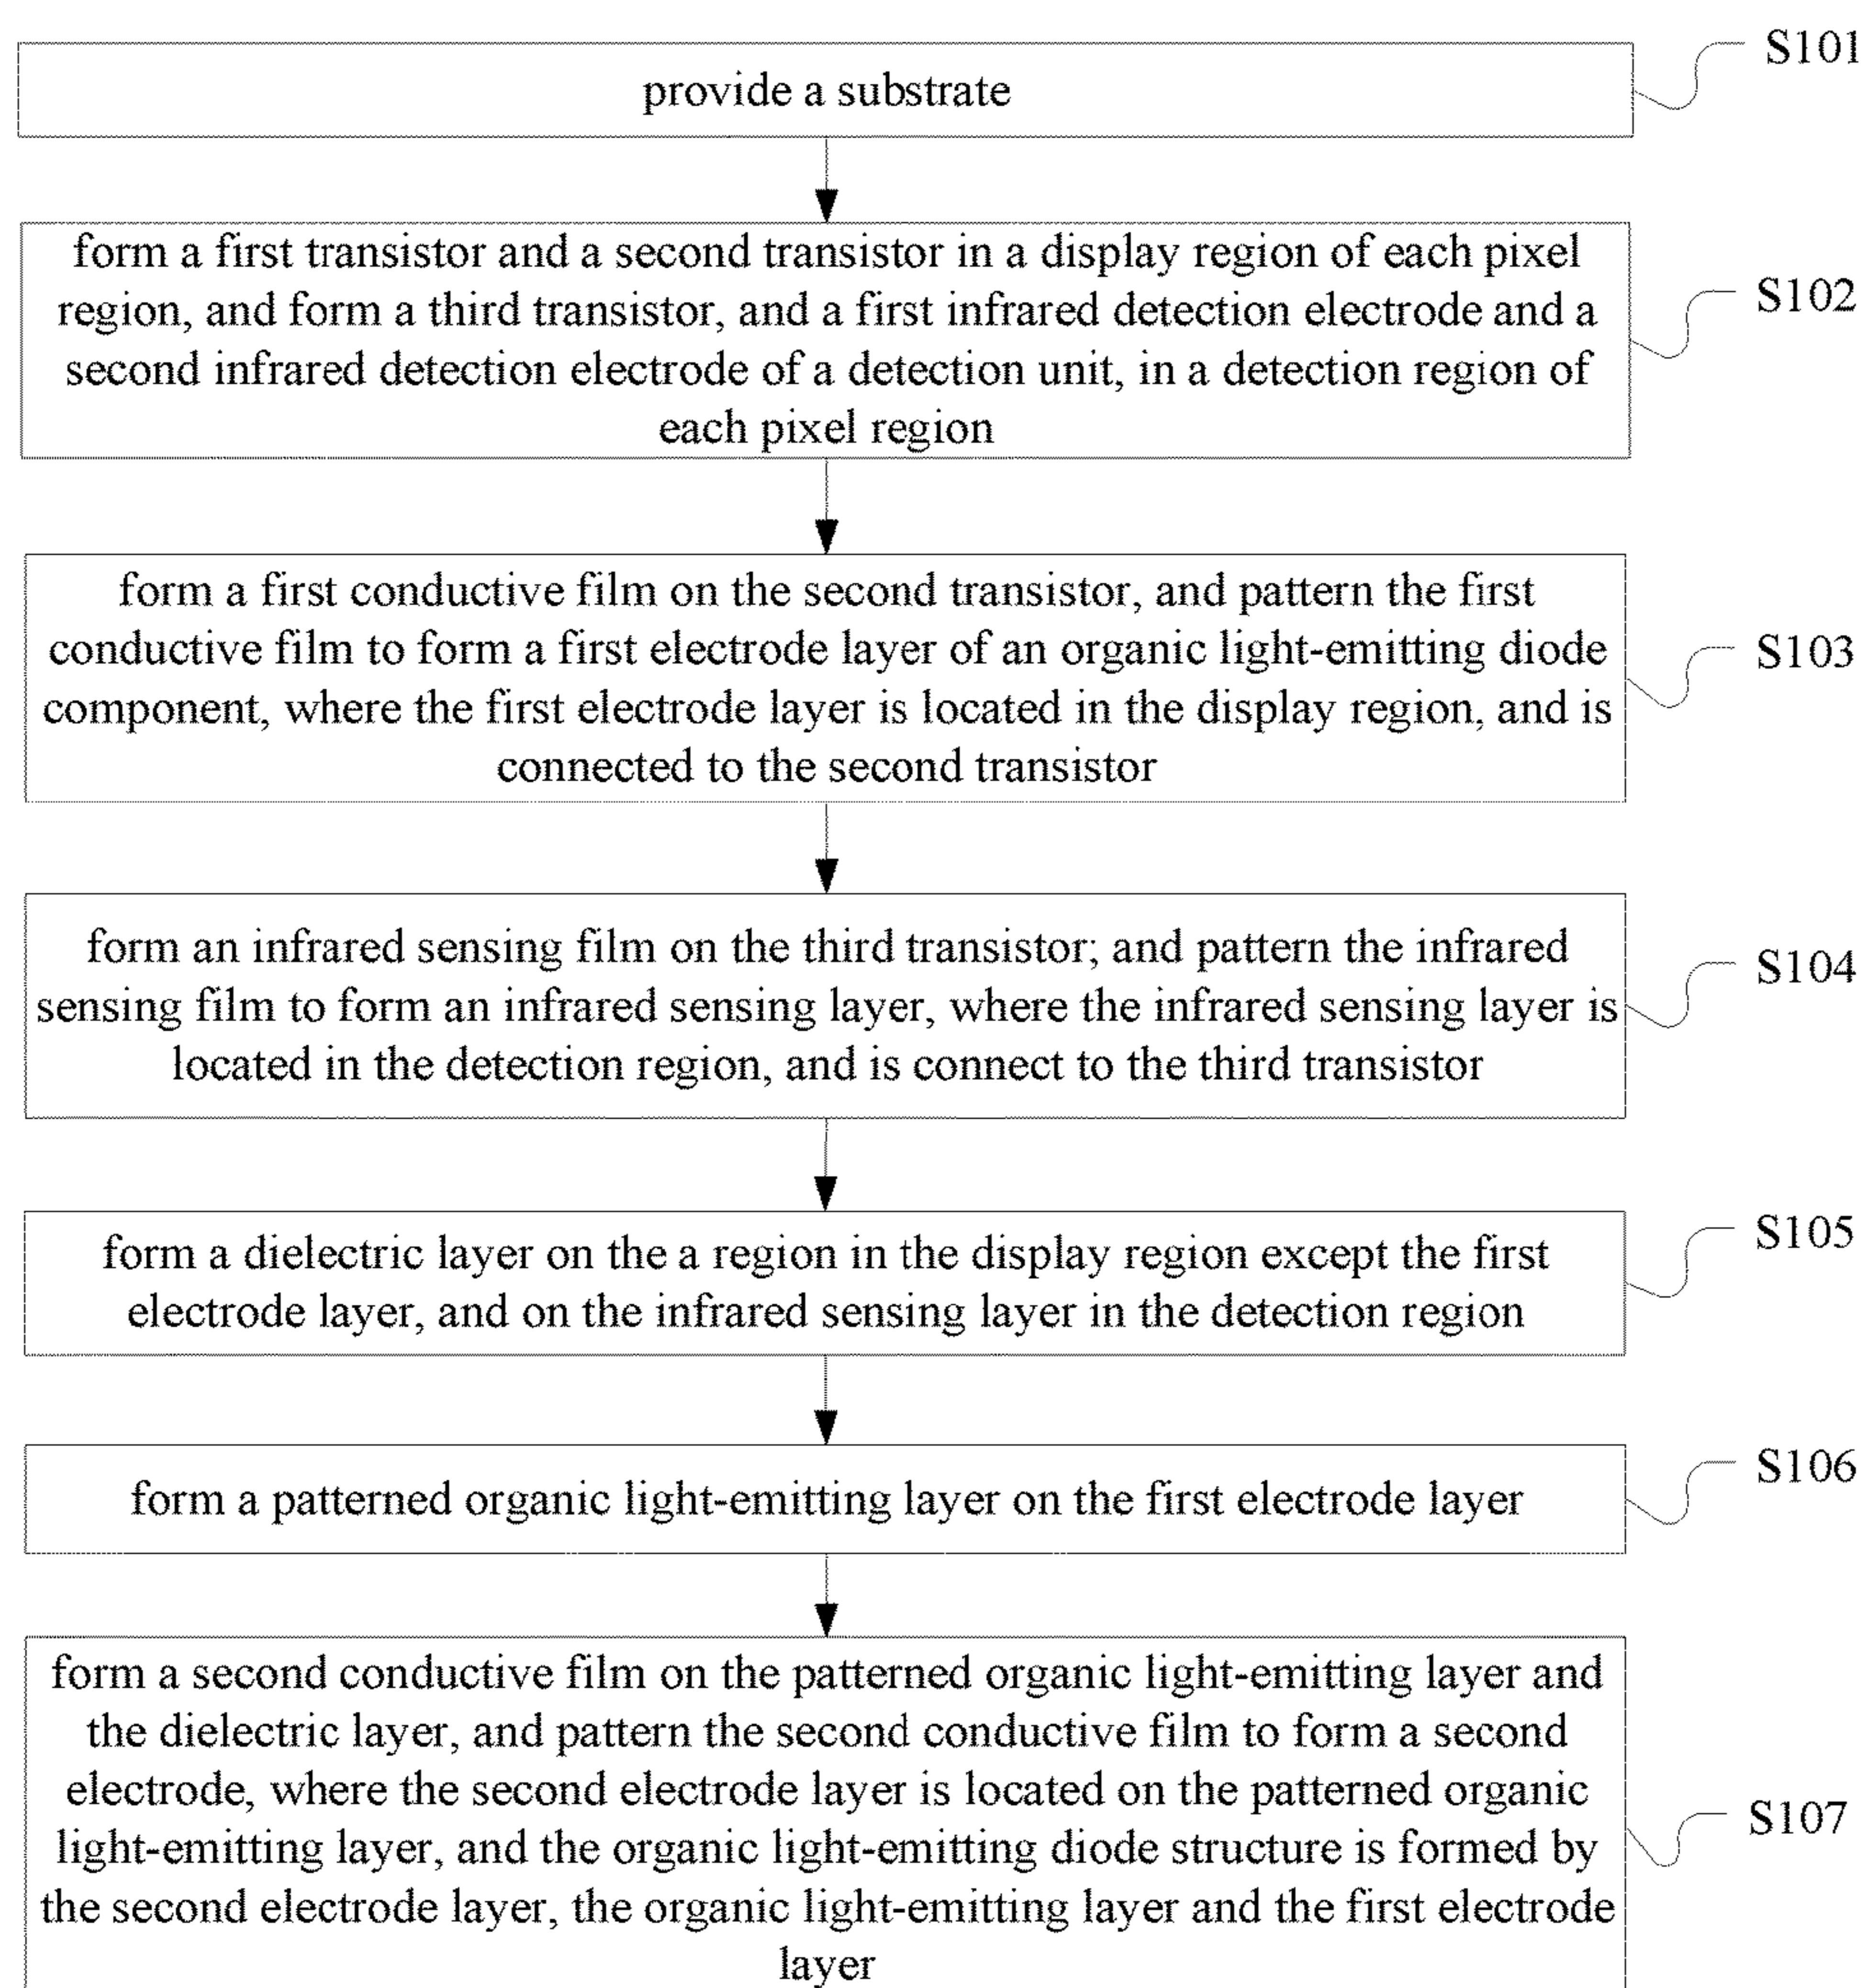 S101
provide a substrate
form a first transistor and a second transistor in a display region of each pixel
region, and form a third transistor, and a first infrared detection electrode and a
S102
second infrared detection electrode of a detection unit, in a detection region of
each pixel region
form a first conductive film on the second transistor, and pattern the first
conductive film to form a first electrode layer of an organic light-emitting diode
S103
component, where the first electrode layer is located in the display region, and is
connected to the second transistor
form an infrared sensing film on the third transistor; and pattern the infrared
S104
sensing film to form an infrared sensing layer, where the infrared sensing layer is
located in the detection region, and is connect to the third transistor
S105
form a dielectric layer on the a region in the display region except the first
electrode layer, and on the infrared sensing layer in the detection region
S106
form a patterned organic light-emitting layer on the first electrode layer
form a second conductive film on the patterned organic light-emitting layer and
the dielectric layer, and pattern the second conductive film to form a second
electrode, where the second electrode layer is located on the patterned organic
S107
light-emitting layer, and the organic light-emitting diode structure is formed by
the second electrode layer, the organic light-emitting layer and the first electrode
layer